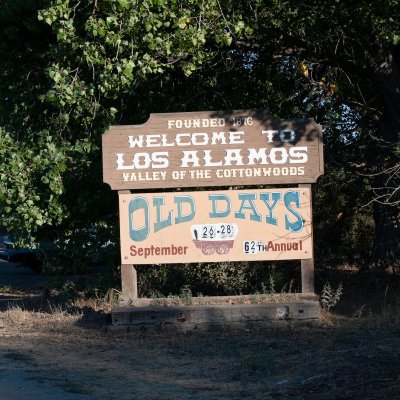 FOUNDED 1876
WELCOME TO
LOS ALAMOS
VALLEY OF THE COTTONWOODS
OLD DAYS
September 26-28 62TH Annual